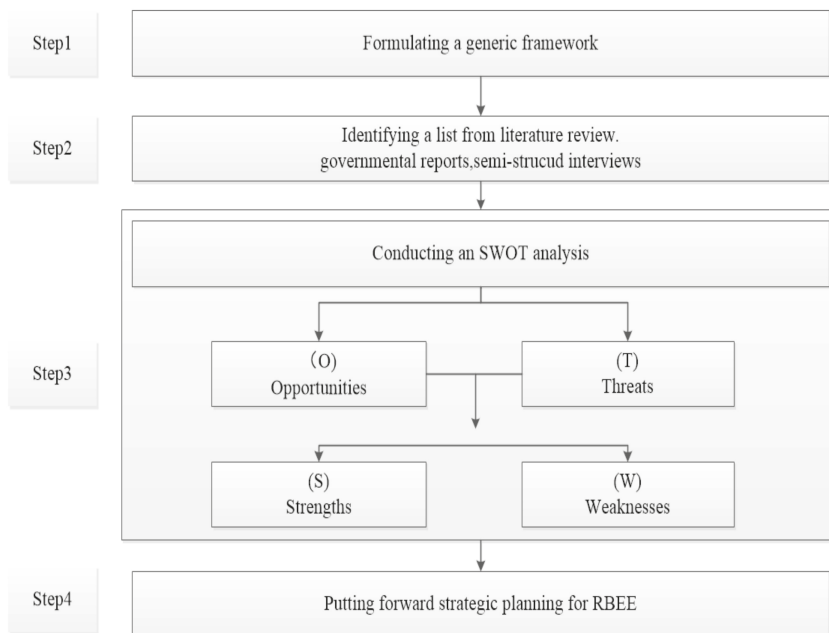 Step1
Formulating a generic framework
Step2
Identifying a list from literature review.
governmental reports,semi-strucud interviews
Conducting an SWOT analysis
Step3
(O)
Opportunities
(T)
Threats
(S)
Strengths
(W)
Weaknesses
Step4
Putting forward strategic planning for RBEE